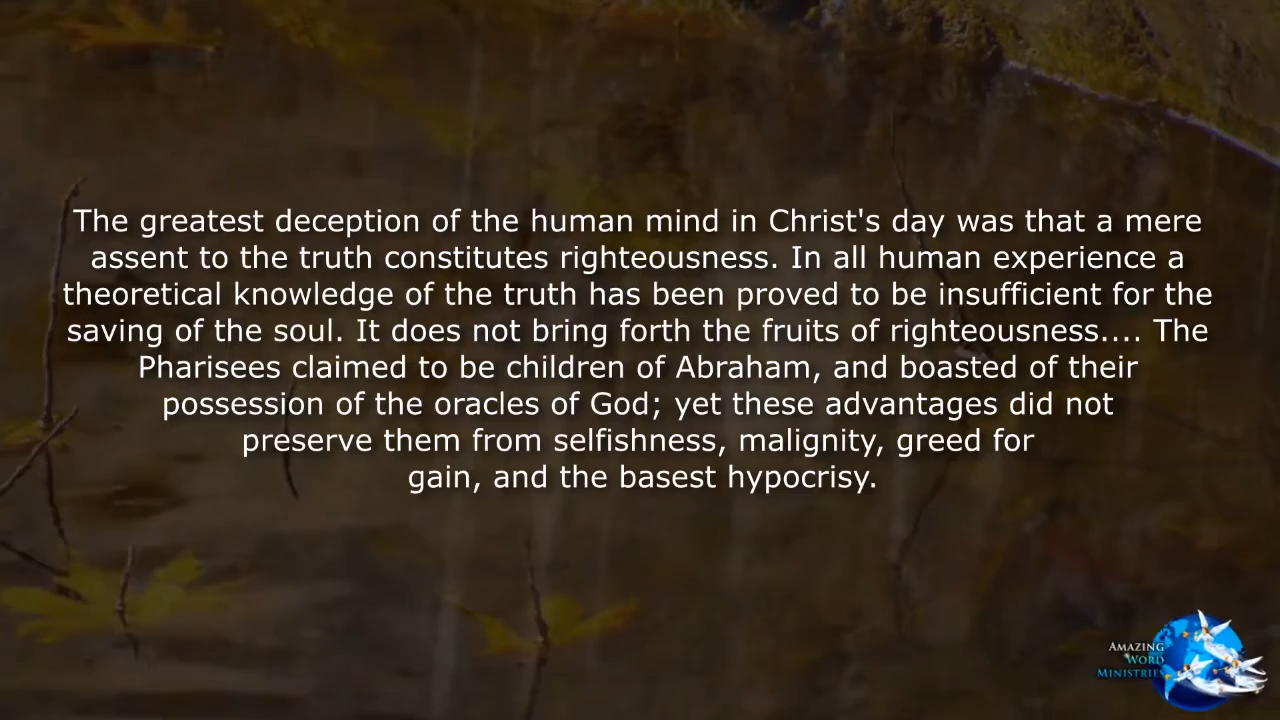 The greatest deception of the human mind in Christ's day was that a mere
assent to the truth constitutes righteousness. In all human experience a
theoretical knowledge of the truth has been proved to be insufficient for the
saving of the soul. It does not bring forth the fruits of righteousness.... The
Pharisees claimed to be children of Abraham, and boasted of their
possession of the oracles of God; yet these advantages did not
preserve them from selfishness, malignity, greed for
gain, and the basest hypocrisy.
AMAZING
WORD
MINISTRIES